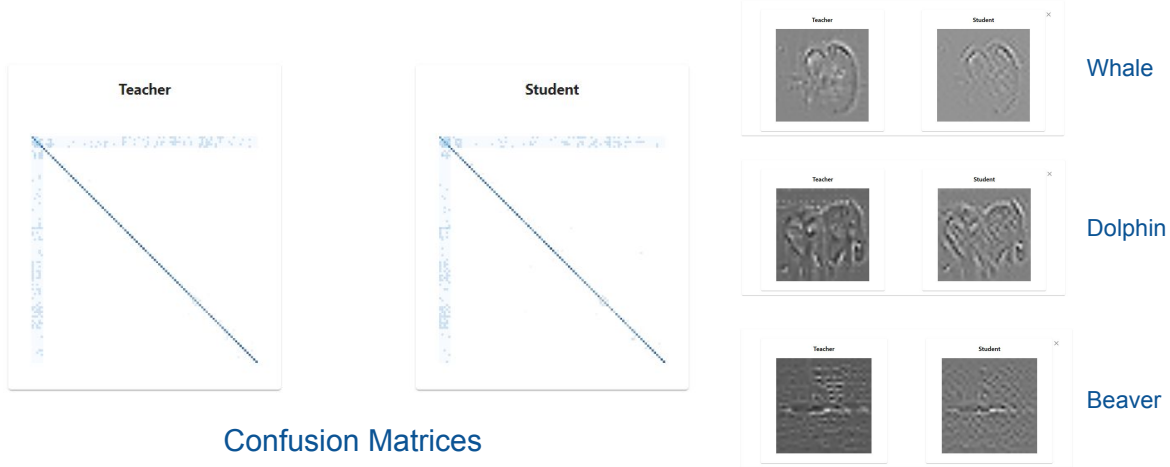 Teacher
Student
Confusion Matrices
Teacher
Student
×
Whale
Teacher
Student
×
Dolphin
Teacher
Student
×
Beaver